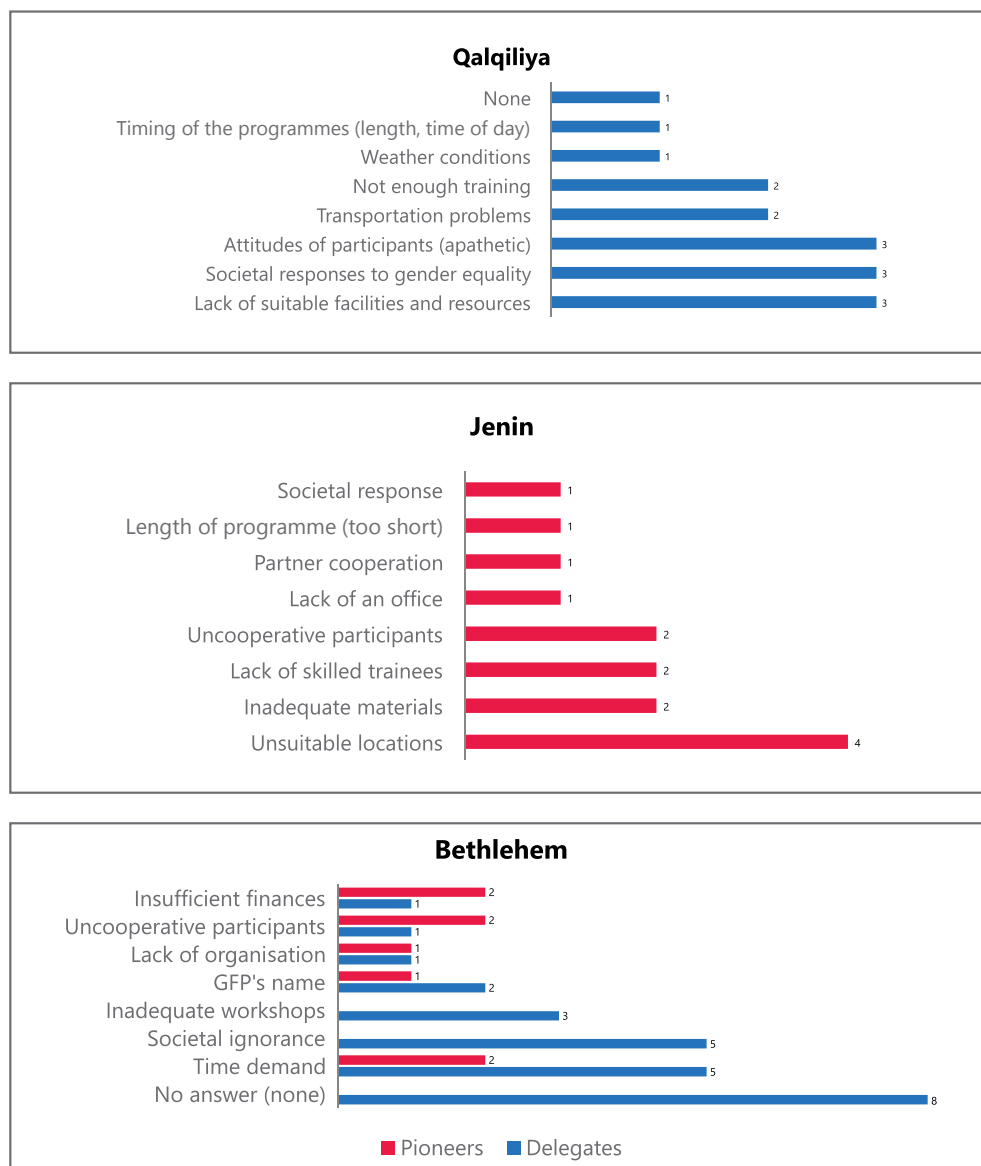 Qalqiliya
None 1
Timing of the programmes (length, time of day) 1
Weather conditions 1
Not enough training 2
Transportation problems 2
Attitudes of participants (apathetic) 3
Societal responses to gender equality 3
Lack of suitable facilities and resources 3
Jenin
Societal response 1
Length of programme (too short) 1
Partner cooperation 1
Lack of an office 1
Uncooperative participants 2
Lack of skilled trainees 2
Inadequate materials 2
Unsuitable locations 4
Bethlehem
Insufficient finances 2
1
Uncooperative participants 2
1
Lack of organisation 1
1
GFP's name 1
2
Inadequate workshops 3
Societal ignorance 5
Time demand 2
5
No answer (none) 8
Pioneers Delegates